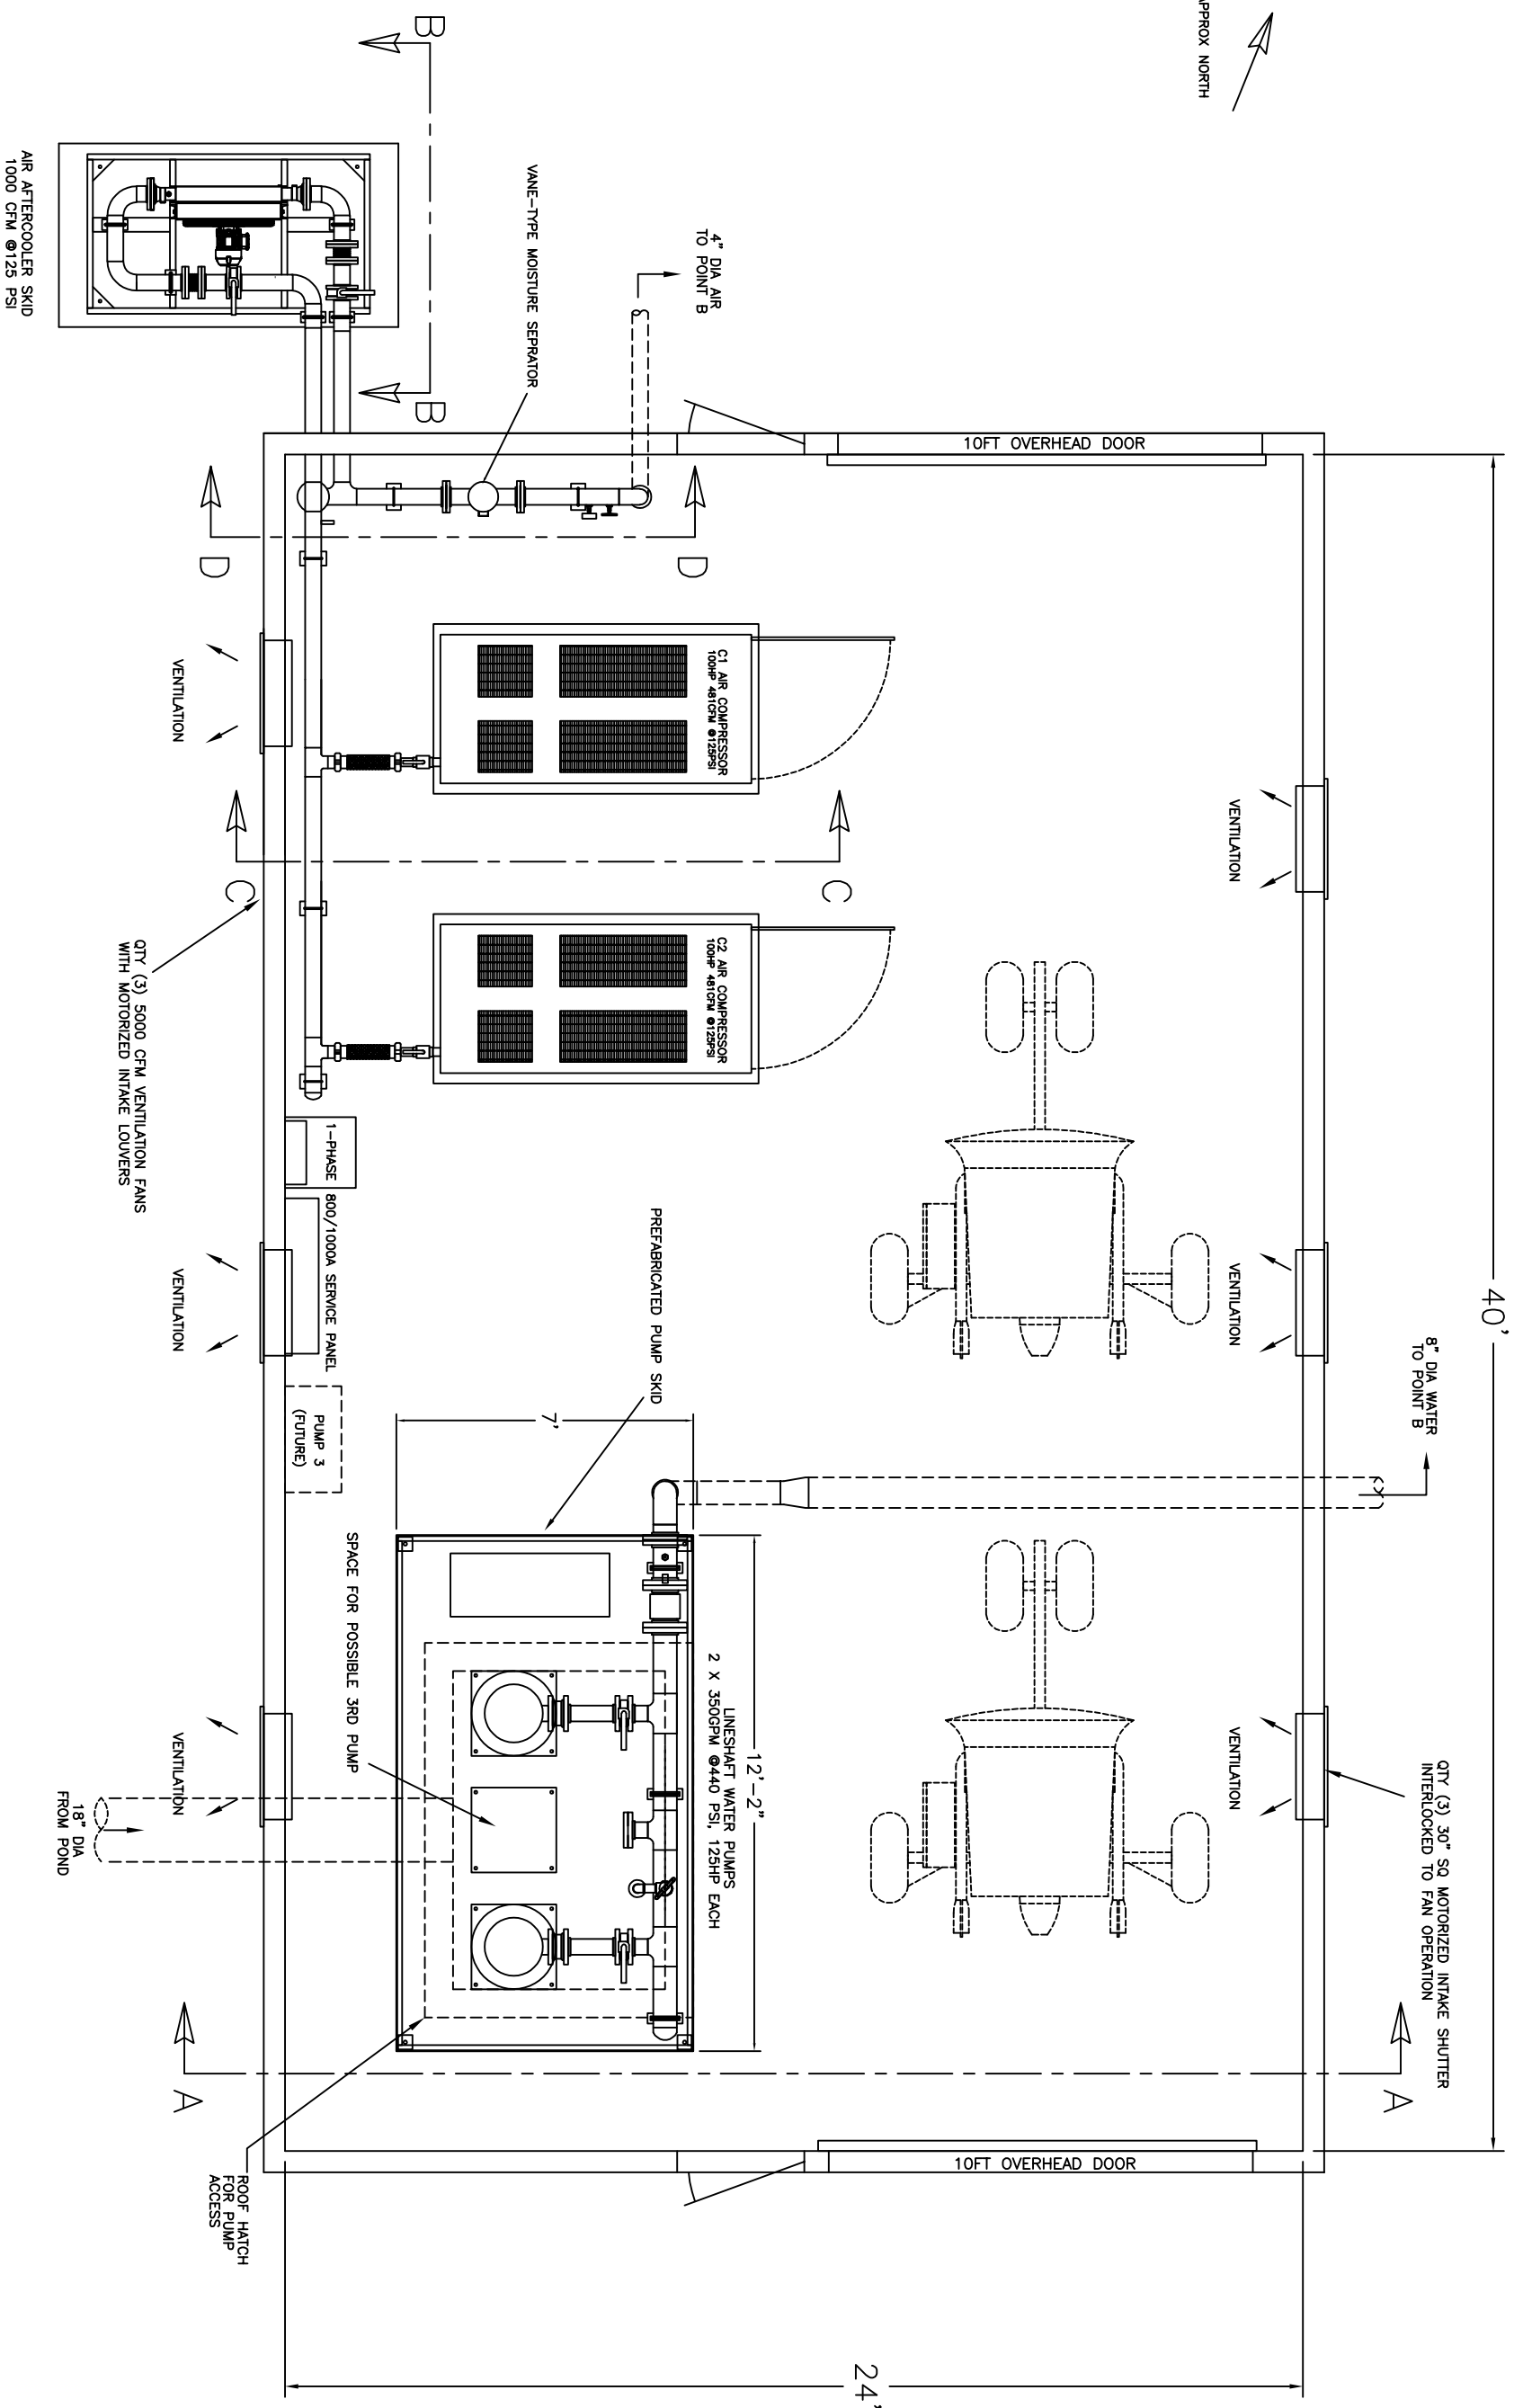 APPROX NORTH
40'
24'
8" DIA WATER
TO POINT B
QTY (3) 30" SQ MOTORIZED INTAKE SHUTTER
INTERLOCKED TO FAN OPERATION
A
A
VENTILATION
VENTILATION
VENTILATION
10FT OVERHEAD DOOR
10FT OVERHEAD DOOR
4" DIA AIR
TO POINT B
VANE-TYPE MOISTURE SEPRATOR
B
B
AIR AFTERCOOLER SKID
1000 CFM @125 PSI
D
D
C1 AIR COMPRESSOR
100HP 481CFM @125PSI
C
C
C2 AIR COMPRESSOR
100HP 481CFM @125PSI
PREFABRICATED PUMP SKID
7'
12'-2"
LINESHAFT WATER PUMPS
2 X 350GPM @440 PSI, 125HP EACH
SPACE FOR POSSIBLE 3RD PUMP
1-PHASE
800/1000A SERVICE PANEL
PUMP 3
(FUTURE)
VENTILATION
VENTILATION
VENTILATION
QTY (3) 5000 CFM VENTILATION FANS
WITH MOTORIZED INTAKE LOUVERS
18" DIA
FROM POND
ROOF HATCH
FOR PUMP
ACCESS